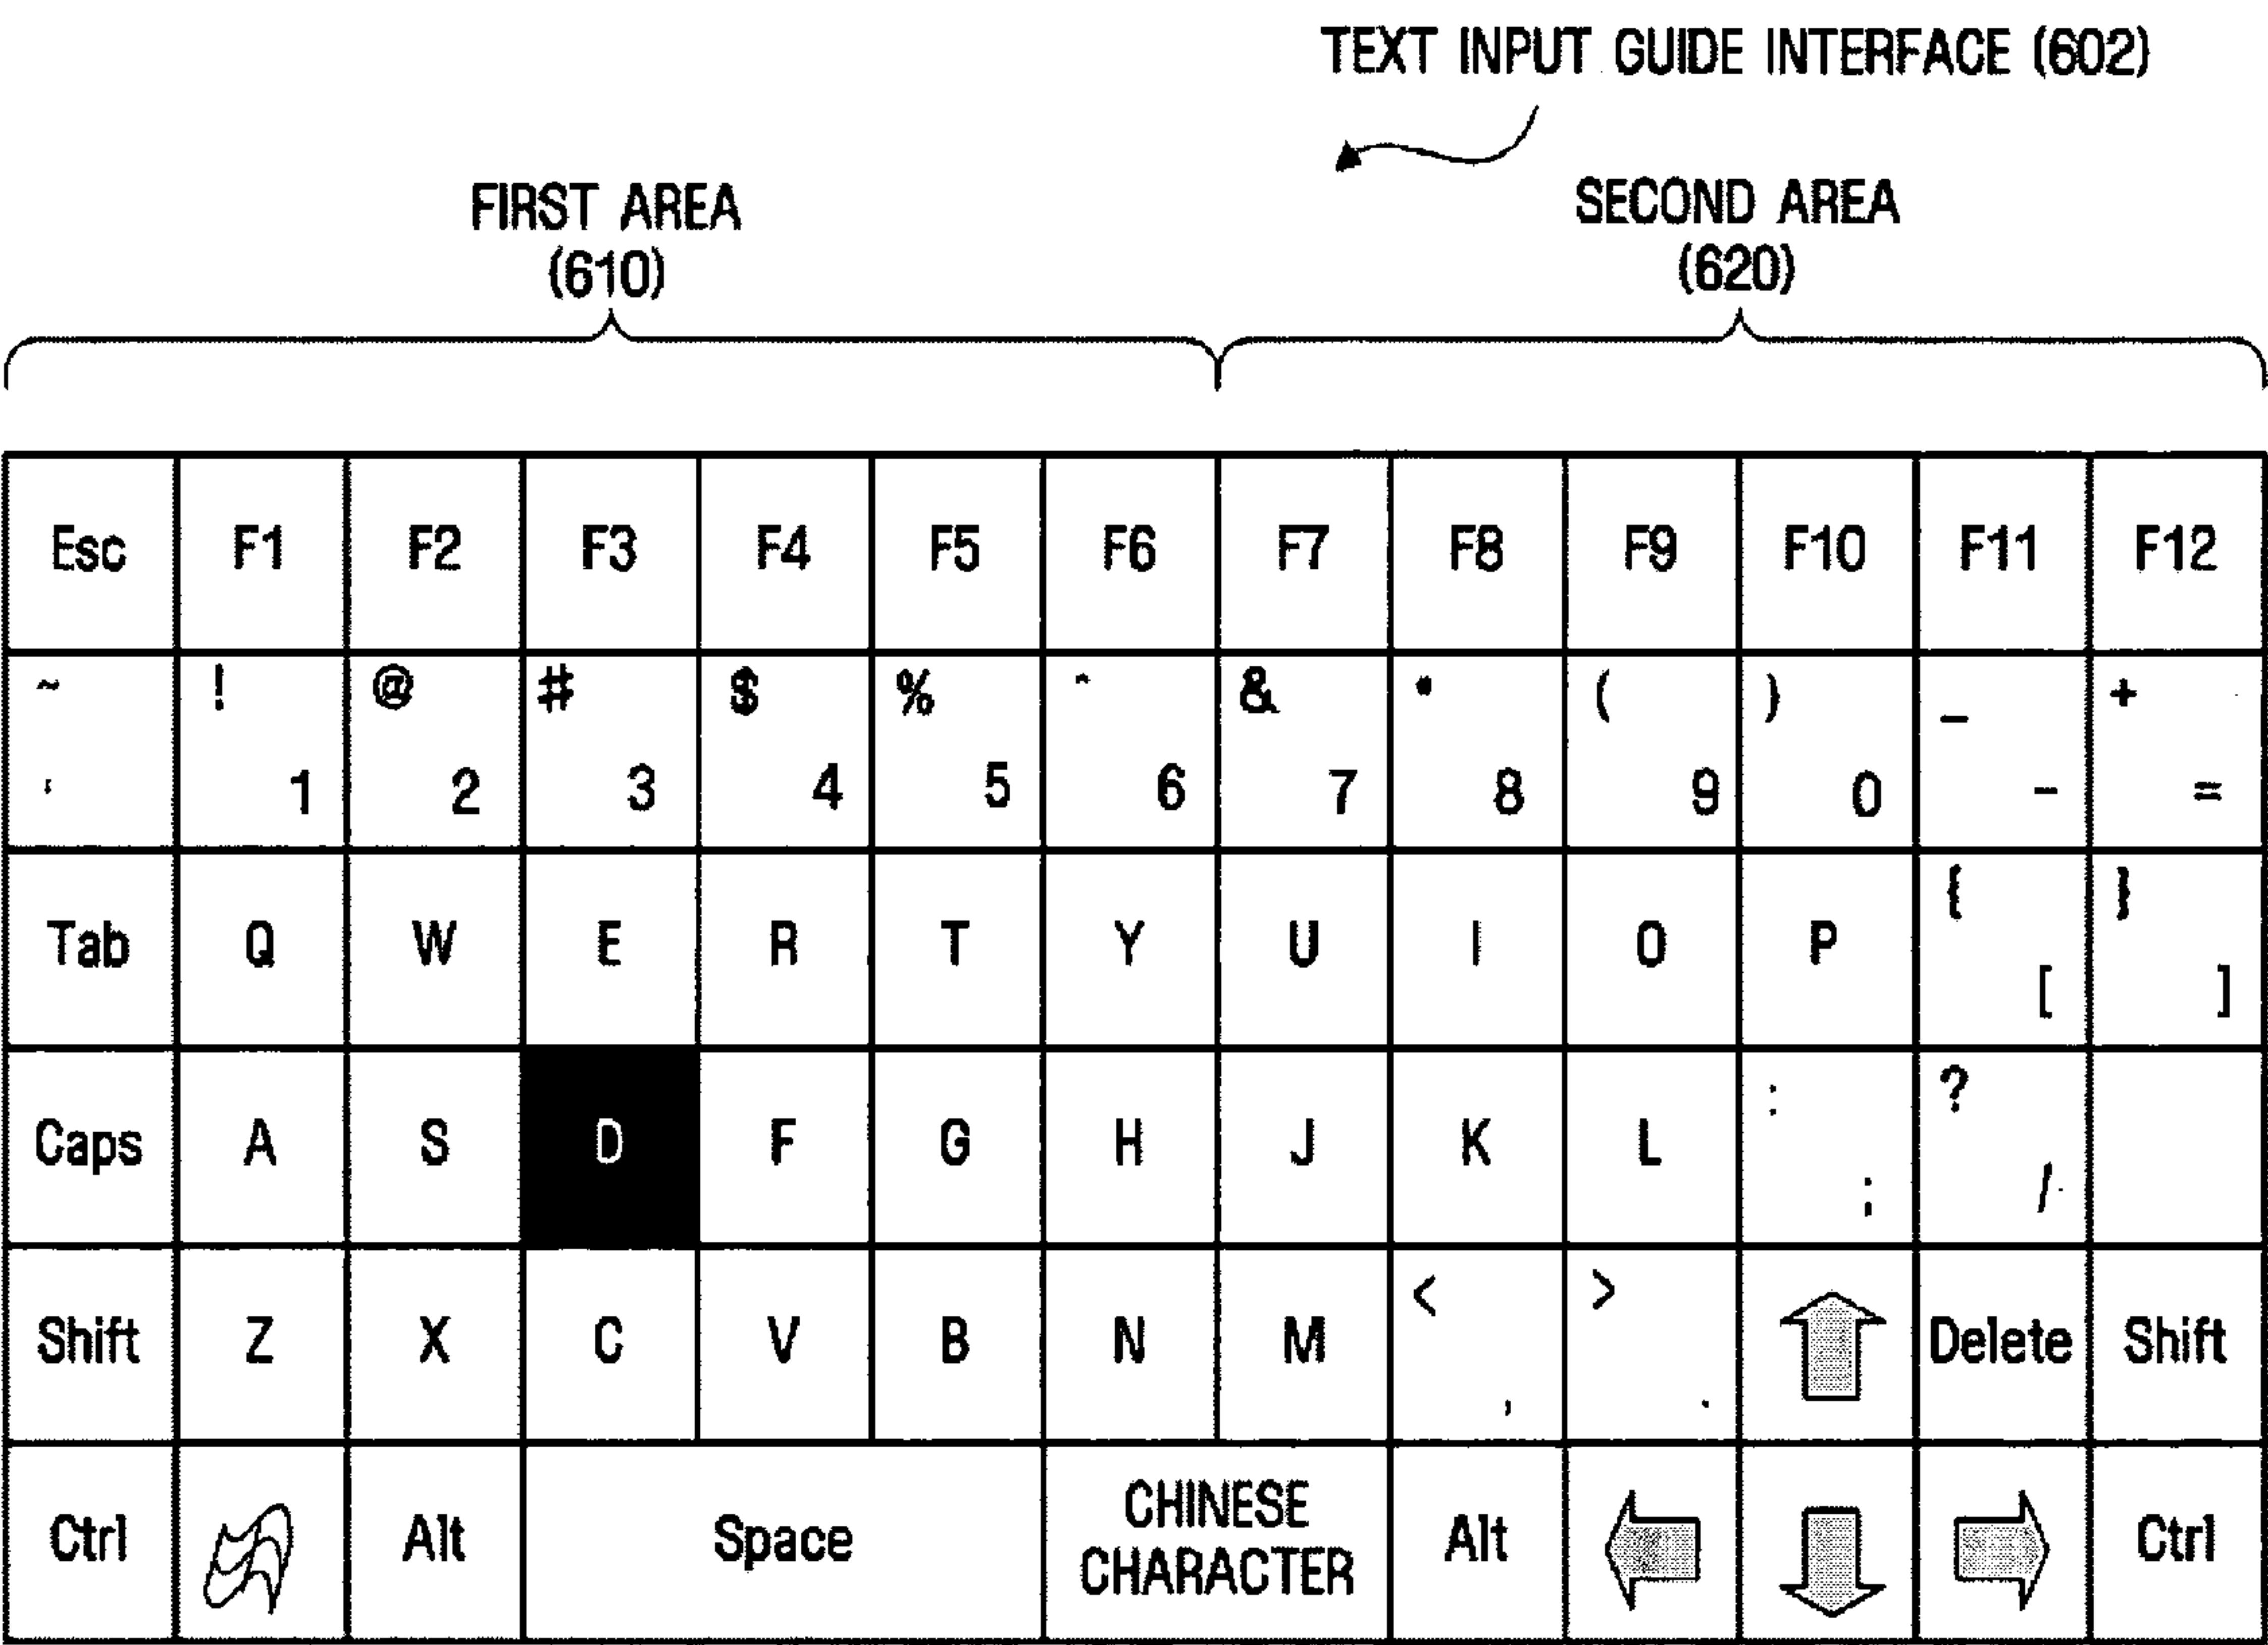 TEXT INPUT GUIDE INTERFACE (602)
FIRST AREA
(610)
SECOND AREA
(620)
Esc F1 F2 F3 F4 F5 F6 F7 F8 F9 F10 F11 F12
~ ! @ # $ % ^ & * ( ) _ +
' 1 2 3 4 5 6 7 8 9 0 - =
Tab Q W E R T Y U I O P { [ } ]
Caps A S D F G H J K L : ; ? /
Shift Z X C V B N M < , > . Delete Shift
Ctrl Alt Space CHINESE CHARACTER Alt Ctrl